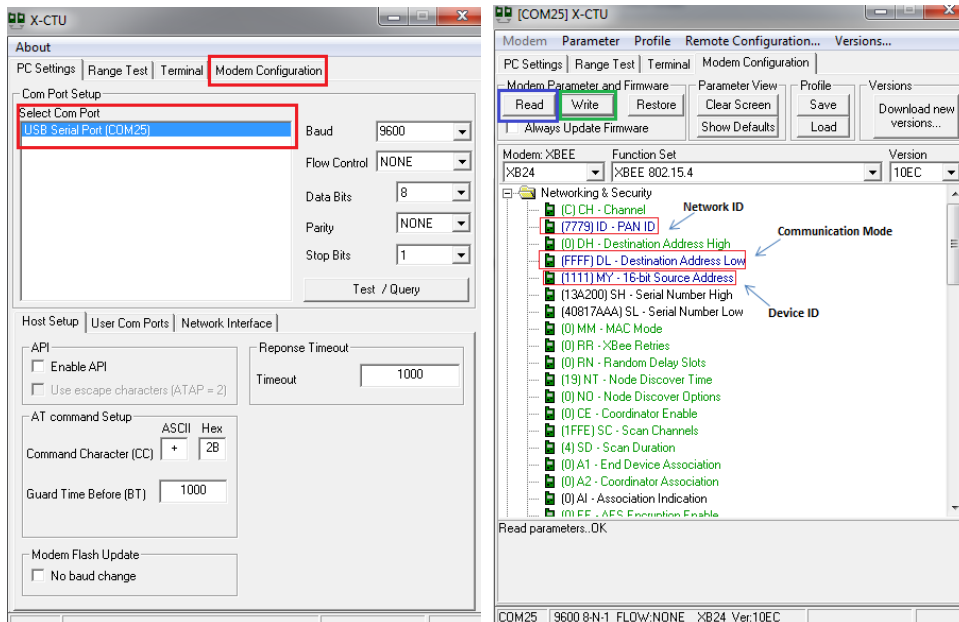 X-CTU
About
PC Settings Range Test Terminal Modem Configuration
Com Port Setup
Select Com Port
USB Serial Port (COM25)
Baud 9600
Flow Control NONE
Data Bits 8
Parity NONE
Stop Bits 1
Test / Query
Host Setup User Com Ports Network Interface
API
Enable API
Use escape characters (ATAP = 2)
Reponse Timeout
Timeout 1000
AT command Setup
ASCII Hex
Command Character (CC) + 2B
Guard Time Before (BT) 1000
Modem Flash Update
No baud change
[COM25] X-CTU
Modem Parameter Profile Remote Configuration... Versions...
PC Settings Range Test Terminal Modem Configuration
Modem Parameter and Firmware Parameter View Profile Versions
Read Write Restore Clear Screen Save Download new
versions...
Always Update Firmware Show Defaults Load
Modem: XBEE Function Set Version
XB24 XBEE 802.15.4 10EC
Networking & Security
(C) CH - Channel
Network ID
(7779) ID - PAN ID
Communication Mode
(0) DH - Destination Address High
(FFFF) DL - Destination Address Low
(1111) MY - 16-bit Source Address
(13A200) SH - Serial Number High
(40817AAA) SL - Serial Number Low
Device ID
(0) MM - MAC Mode
(0) RR - XBee Retries
(0) RN - Random Delay Slots
(19) NT - Node Discover Time
(0) NO - Node Discover Options
(0) CE - Coordinator Enable
(1FFE) SC - Scan Channels
(4) SD - Scan Duration
(0) A1 - End Device Association
(0) A2 - Coordinator Association
(0) AI - Association Indication
(0) EE - AES Encryption Enable
Read parameters..OK
COM25 9600 8-N-1 FLOW:NONE XB24 Ver:10EC